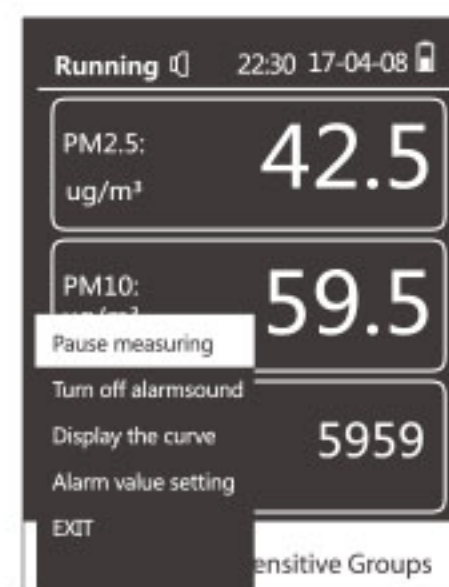 Running 22:30 17-04-08
PM2.5: 42.5
ug/m³
PM10: 59.5
Pause measuring
Turn off alarmsound
Display the curve 5959
Alarm value setting
EXIT
ensitive Groups